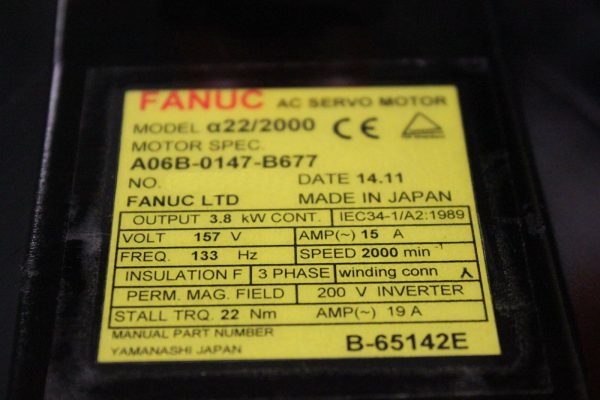 FANUC AC SERVO MOTOR
MODEL α22/2000 CE
MOTOR SPEC.
A06B-0147-B677
NO. DATE 14.11
FANUC LTD MADE IN JAPAN
OUTPUT 3.8 kW CONT. IEC34-1/A2:1989
VOLT 157 V AMP(~) 15 A
FREQ. 133 Hz SPEED 2000 min⁻¹
INSULATION F 3 PHASE winding conn
PERM. MAG. FIELD 200 V INVERTER
STALL TRQ. 22 Nm AMP(~) 19 A
MANUAL PART NUMBER
YAMANASHI JAPAN B-65142E